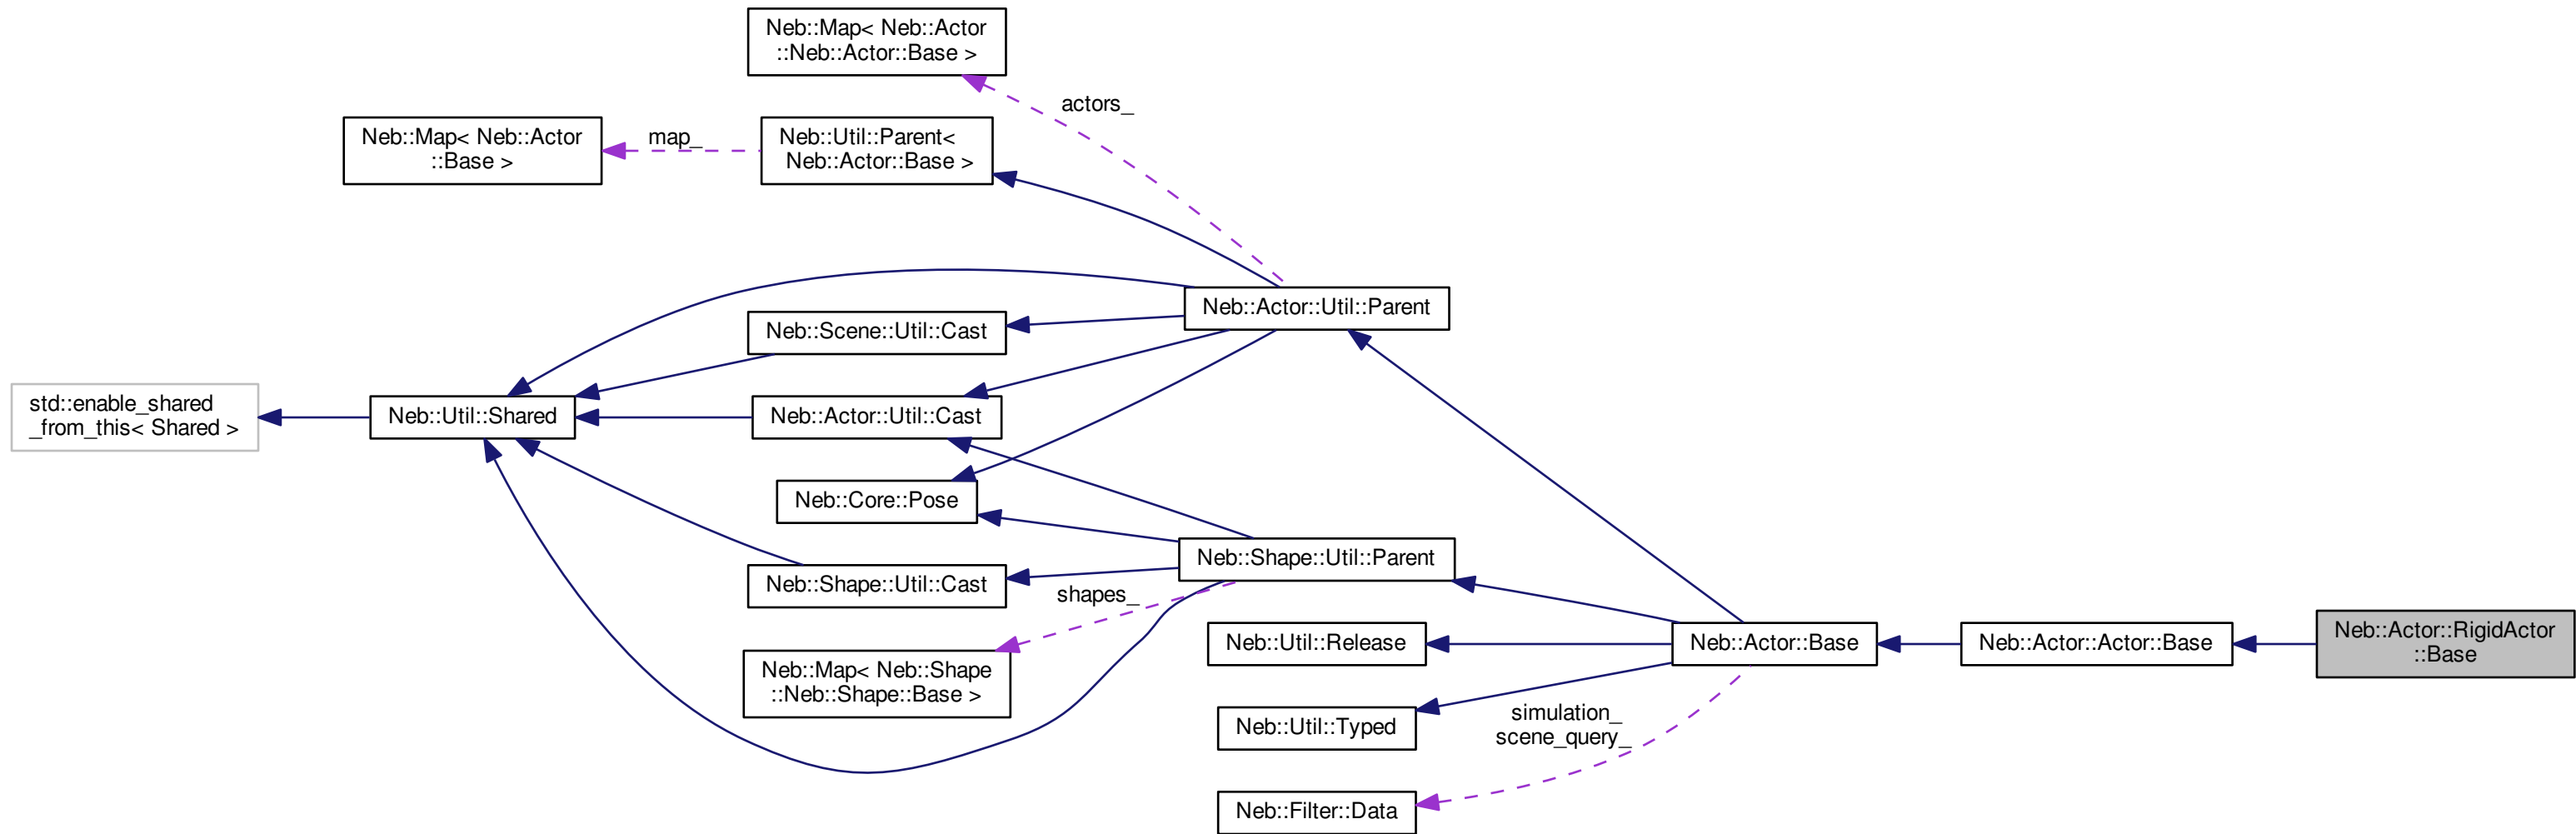 Neb::Map< Neb::Actor
::Neb::Actor::Base >
actors_
Neb::Map< Neb::Actor
::Base >
map_
Neb::Util::Parent<
Neb::Actor::Base >
Neb::Actor::Util::Parent
Neb::Scene::Util::Cast
std::enable_shared
_from_this< Shared >
Neb::Util::Shared
Neb::Actor::Util::Cast
Neb::Core::Pose
Neb::Shape::Util::Parent
Neb::Shape::Util::Cast
shapes_
Neb::Map< Neb::Shape
::Neb::Shape::Base >
Neb::Util::Release
Neb::Actor::Base
Neb::Actor::Actor::Base
Neb::Actor::RigidActor
::Base
Neb::Util::Typed
simulation_
scene_query_
Neb::Filter::Data